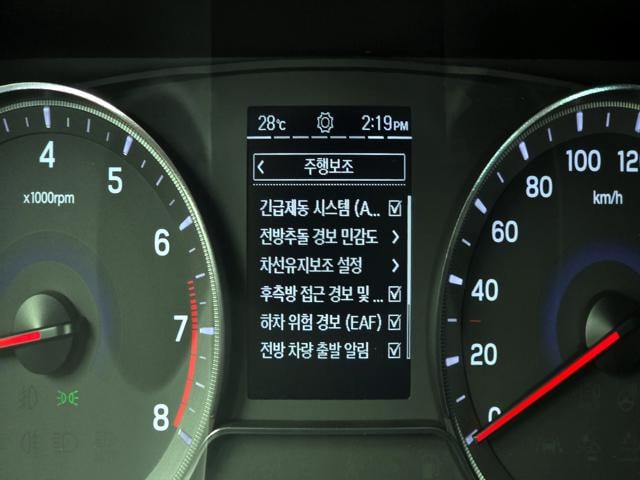 28℃ 2:19PM
< 주행보조
긴급제동 시스템 (A... ☑
전방추돌 경보 민감도 >
차선유지보조 설정 >
후측방 접근 경보 및 ... ☑
하차 위험 경보 (EAF) ☑
전방 차량 출발 알림 ☑
4
5
6
7
8
x1000rpm
0
20
40
60
80
100
120
km/h